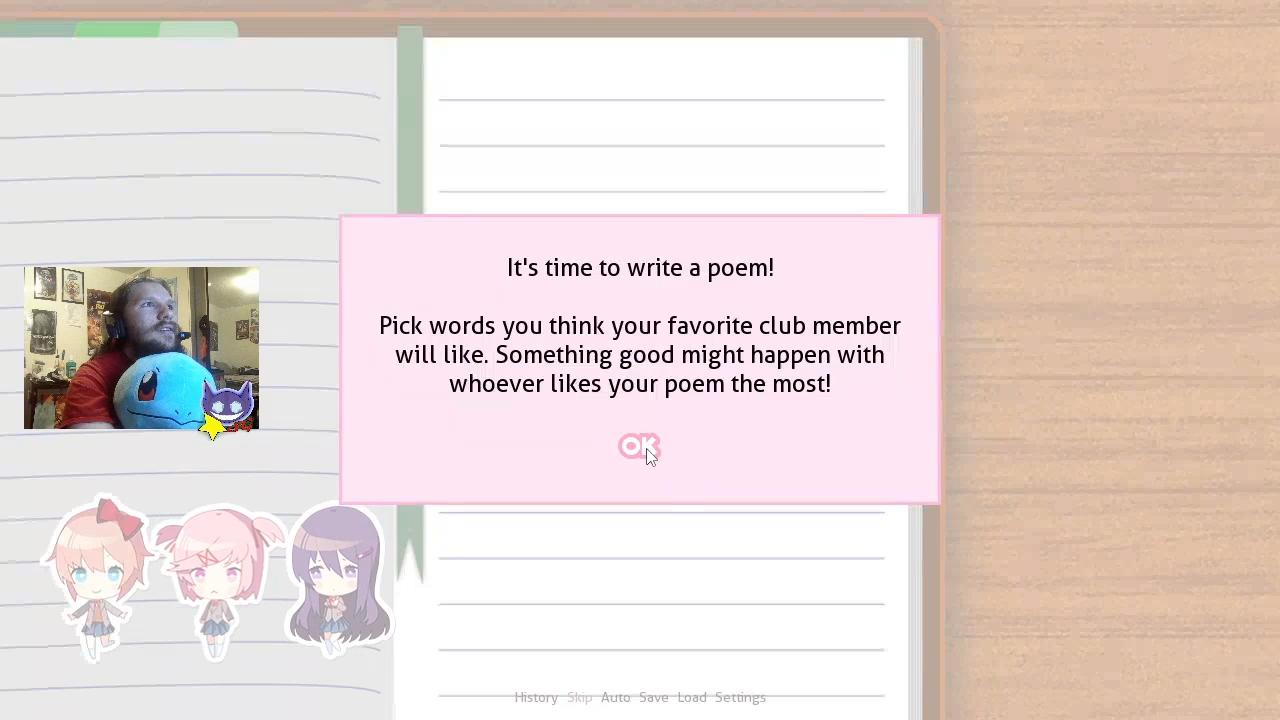 It's time to write a poem!
Pick words you think your favorite club member
will like. Something good might happen with
whoever likes your poem the most!
OK
History Skip Auto Save Load Settings